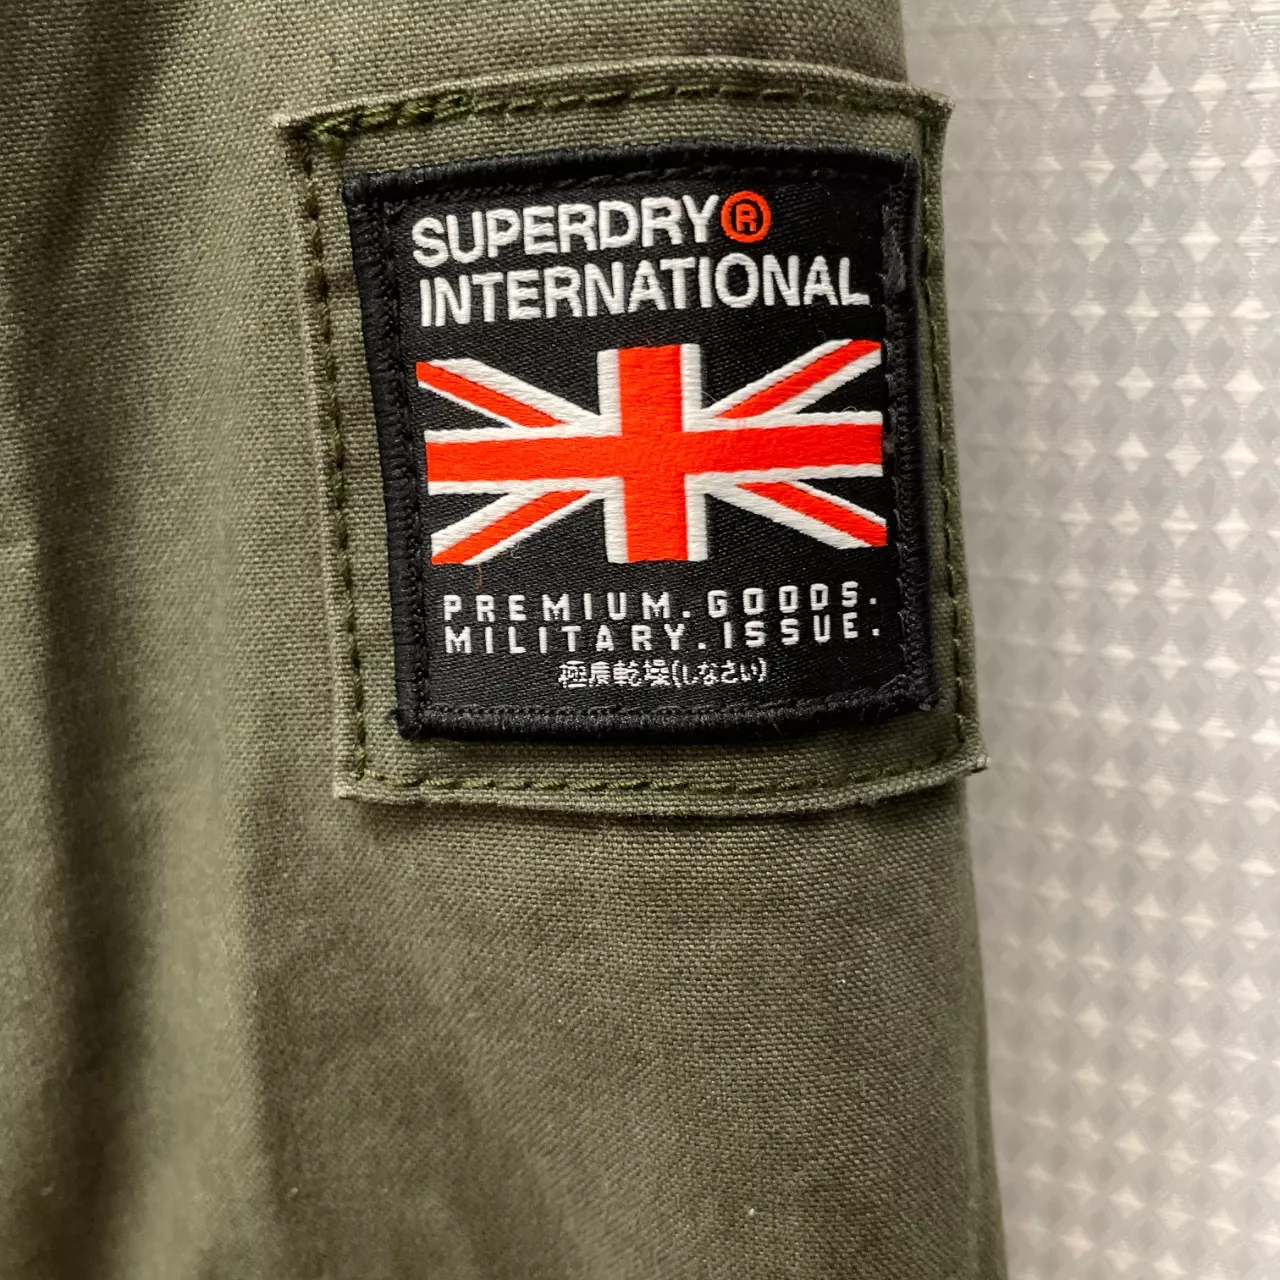 SUPERDRY®
INTERNATIONAL
PREMIUM.GOODS.
MILITARY.ISSUE.
極度乾燥(しなさい)